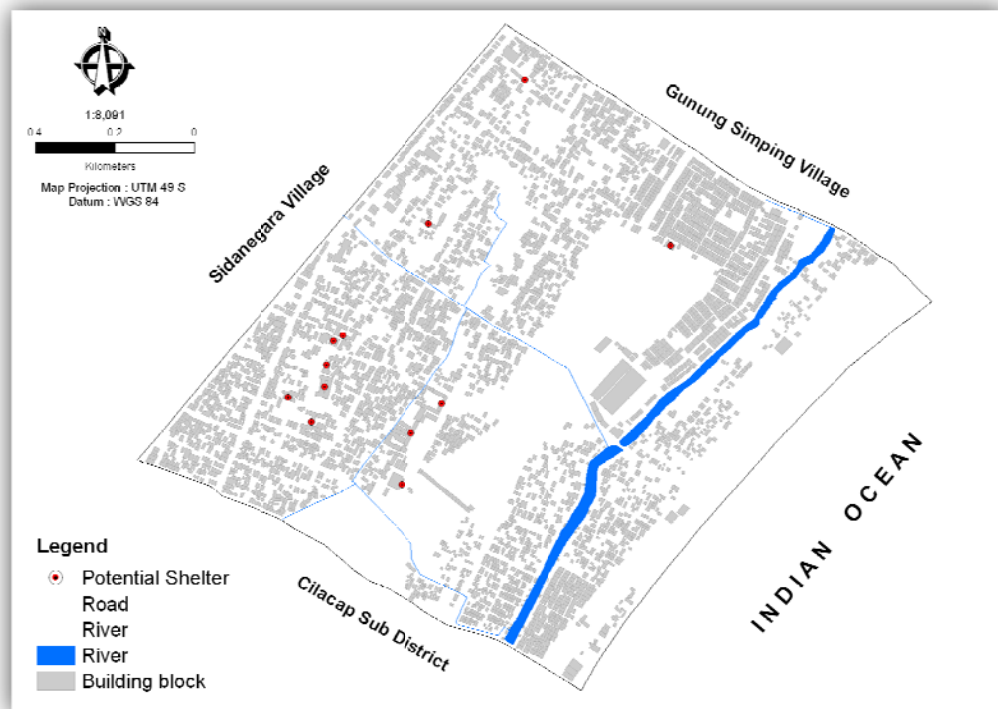 N
1:8,091
0.4 0.2 0
Kilometers
Map Projection : UTM 49 S
Datum : WGS 84
Gunung Simping Village
Sidanegara Village
INDIAN OCEAN
Cilacap Sub District
Legend
Potential Shelter
Road
River
River
Building block